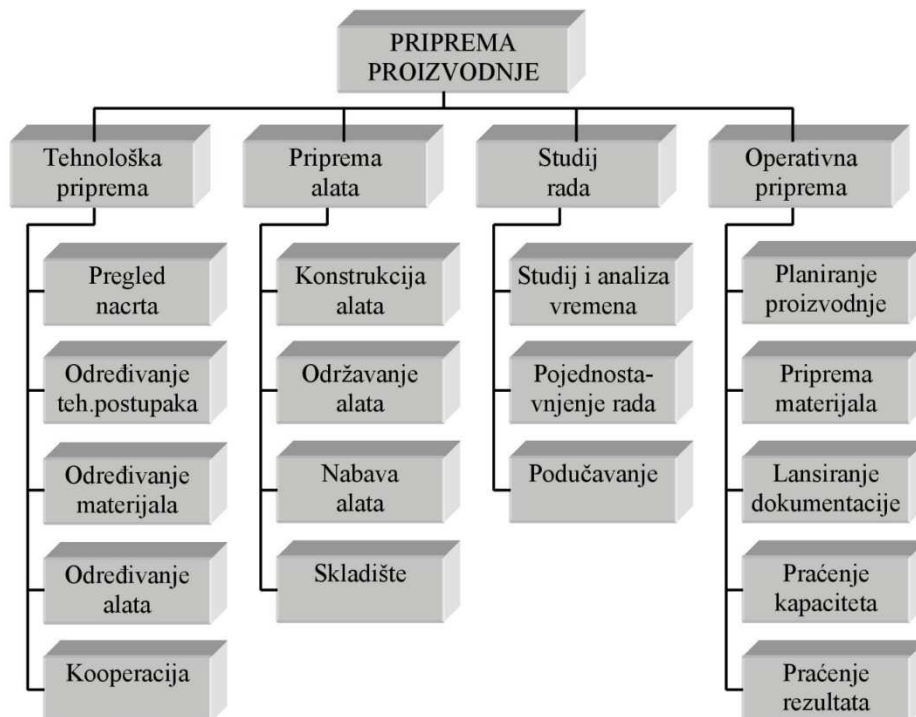 PRIPREMA
PROIZVODNJE
Tehnološka
priprema
Pregled
nacrta
Određivanje
teh.postupaka
Određivanje
materijala
Određivanje
alata
Kooperacija
Priprema
alata
Konstrukcija
alata
Održavanje
alata
Nabava
alata
Skladište
Studij
rada
Studij i analiza
vremena
Pojednosta-
vnjenje rada
Podučavanje
Operativna
priprema
Planiranje
proizvodnje
Priprema
materijala
Lansiranje
dokumentacije
Praćenje
kapaciteta
Praćenje
rezultata